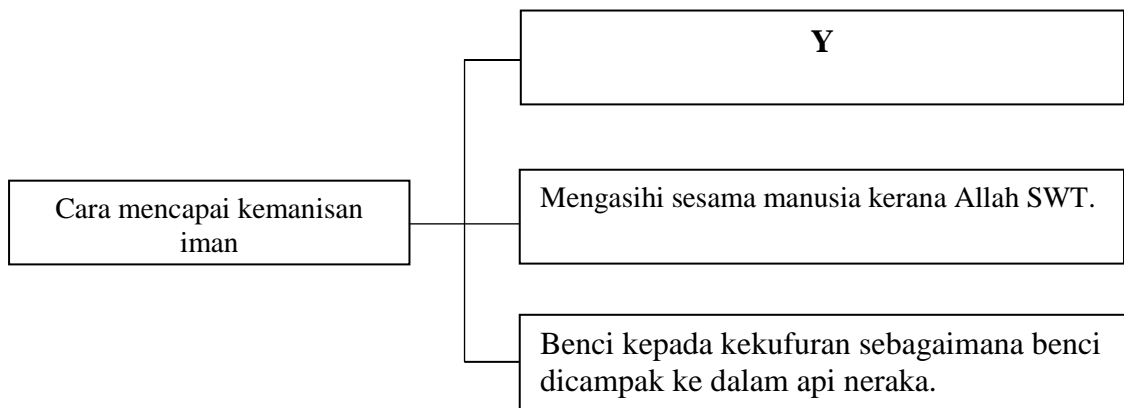 Cara mencapai kemanisan
iman
Y
Mengasihi sesama manusia kerana Allah SWT.
Benci kepada kekufuran sebagaimana benci
dicampak ke dalam api neraka.